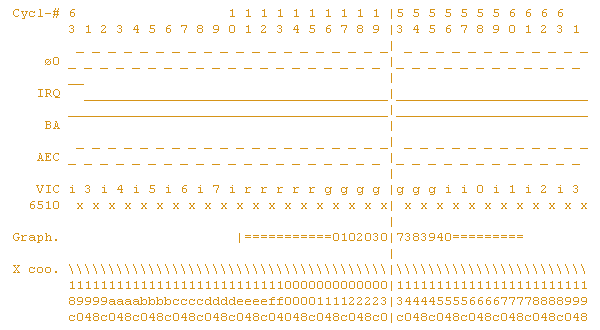 Cycl-# 6                   1 1 1 1 1 1 1 1 1 1 |5 5 5 5 5 5 5 6 6 6 6
       3 1 2 3 4 5 6 7 8 9 0 1 2 3 4 5 6 7 8 9 |3 4 5 6 7 8 9 0 1 2 3 1
ø0
IRQ
BA
AEC
VIC i 3 i 4 i 5 i 6 i 7 i r r r r r g g g g |g g g i i 0 i 1 i 2 i 3
6510  x x x x x x x x x x x x x x x x x x x x| x x x x x x x x x x x x
Graph.                      |===========0102030|7383940=========
X coo. \\\\\\\\\\\\\\\\\\\\\\\\\\\\\\\\\\\\\\\\|\\\\\\\\\\\\\\\\\\\\\\\\
1111111111111111111111111110000000000000|111111111111111111111111
89999aaaabbbbccccddddeeeeff0000111122223|344445555666677778888999
c048c048c048c048c048c048c04048c048c048c0|c048c048c048c048c048c048